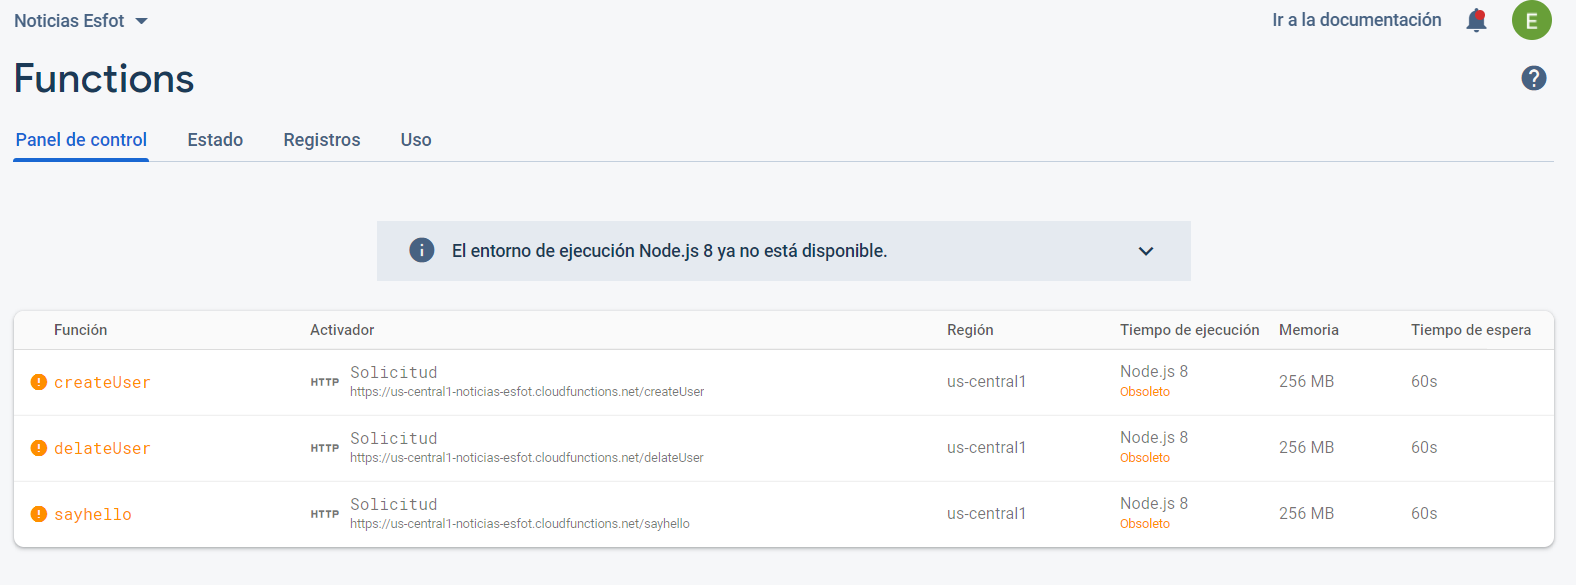 Noticias Esfot
Ir a la documentación
E
Functions
?
Panel de control Estado Registros Uso
i El entorno de ejecución Node.js 8 ya no está disponible.
Función Activador Región Tiempo de ejecución Memoria Tiempo de espera
! createUser HTTP Solicitud us-central1 Node.js 8 256 MB 60s
https://us-central1-noticias-esfot.cloudfunctions.net/createUser Obsoleto
! delateUser HTTP Solicitud us-central1 Node.js 8 256 MB 60s
https://us-central1-noticias-esfot.cloudfunctions.net/delateUser Obsoleto
! sayhello HTTP Solicitud us-central1 Node.js 8 256 MB 60s
https://us-central1-noticias-esfot.cloudfunctions.net/sayhello Obsoleto